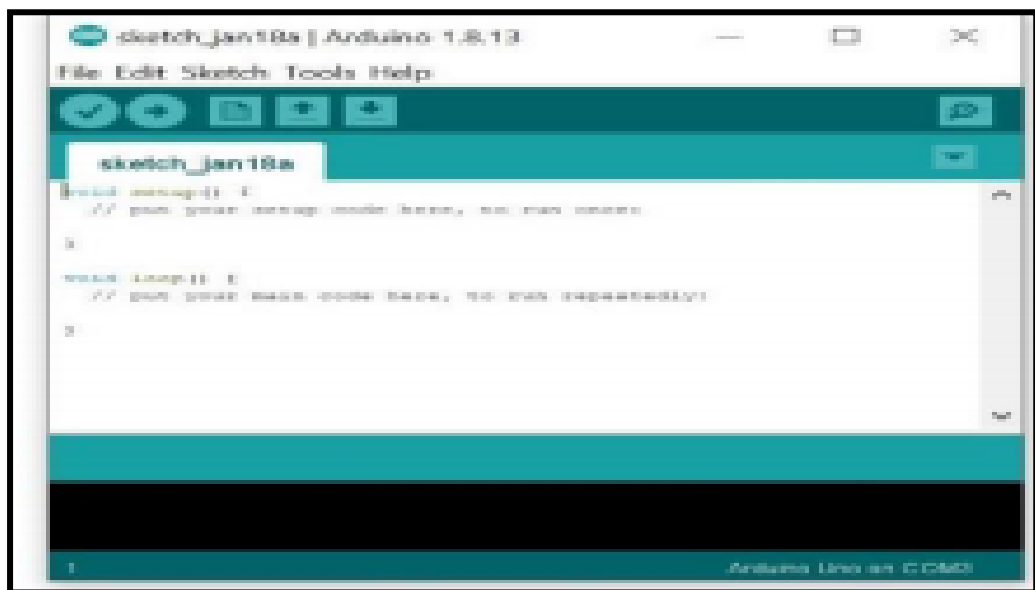 sketch_jan18a | Arduino 1.8.13
File Edit Sketch Tools Help
sketch_jan18a
void setup() {
// put your setup code here, to run once:
}
void loop() {
// put your main code here, to run repeatedly:
}
1
Arduino Uno on